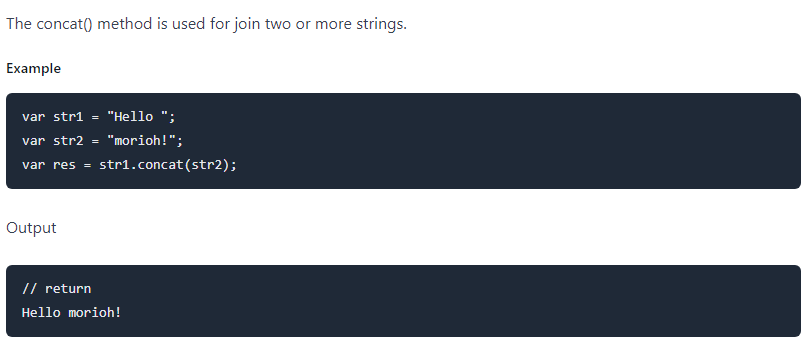 The concat() method is used for join two or more strings.
Example
var str1 = "Hello ";
var str2 = "morioh!";
var res = str1.concat(str2);
Output
// return
Hello morioh!